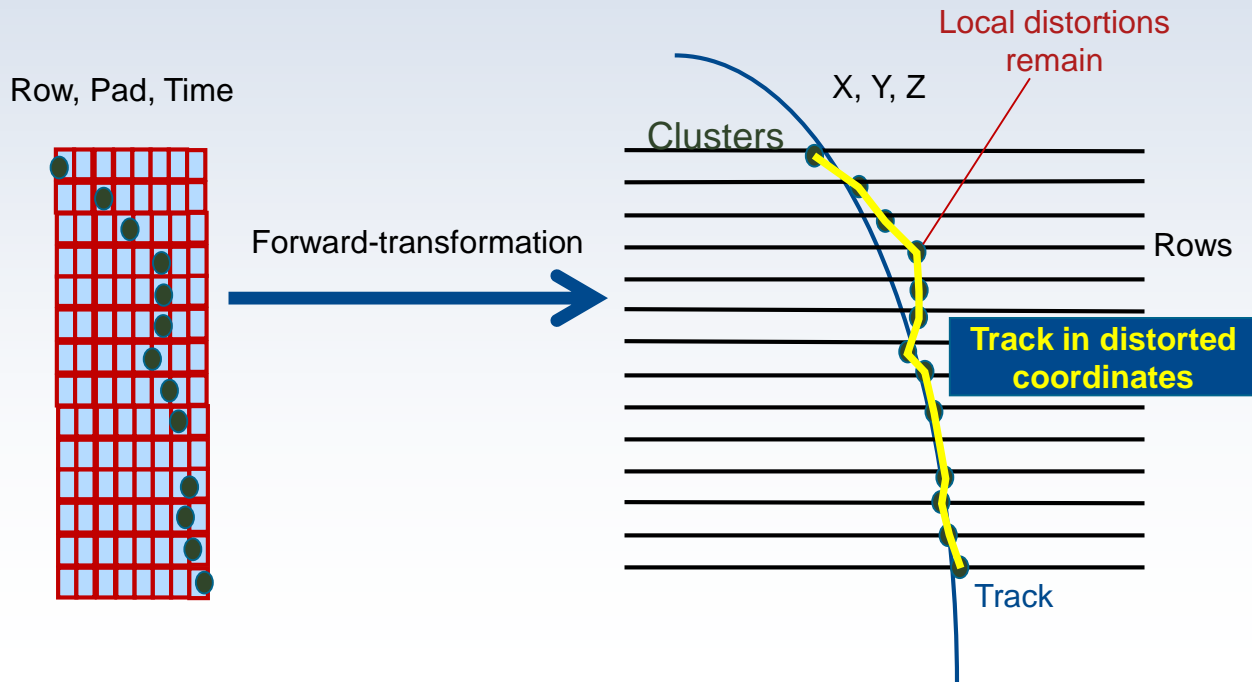 Local distortions
remain
Row, Pad, Time
X, Y, Z
Clusters
Forward-transformation
Rows
Track in distorted
coordinates
Track